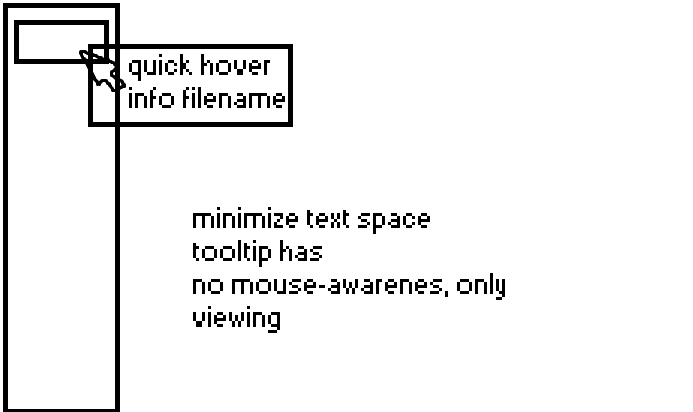 quick hover
info filename
minimize text space
tooltip has
no mouse-awarenes, only
viewing